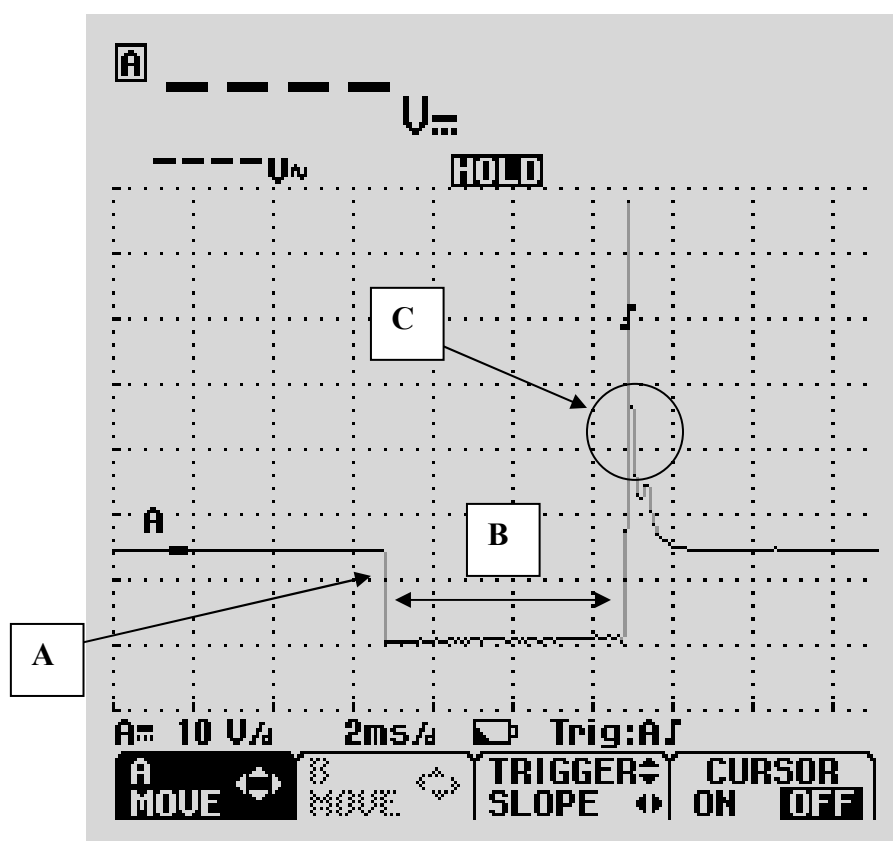 A
V
V~ HOLD
C
A
B
A
A 10 V/d 2ms/d Trig:A
A MOVE B MOVE TRIGGER SLOPE CURSOR ON OFF